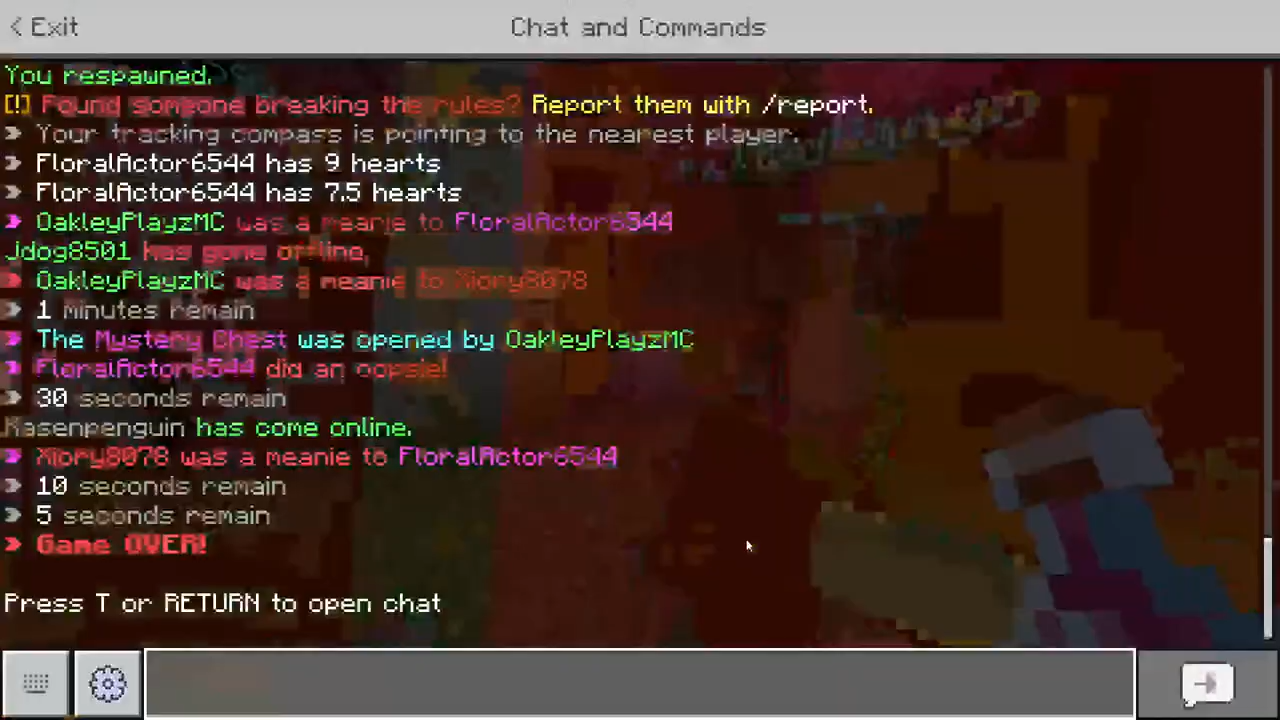 < Exit
Chat and Commands
You respawned.
[!] Found someone breaking the rules? Report them with /report.
» Your tracking compass is pointing to the nearest player.
» FloralActor6544 has 9 hearts
» FloralActor6544 has 7.5 hearts
» OakleyPlayzMC was a meanie to FloralActor6544
Jdog8501 has gone offline.
» OakleyPlayzMC was a meanie to Xiory8078
» 1 minutes remain
» The Mystery Chest was opened by OakleyPlayzMC
» FloralActor6544 did an oopsie!
» 30 seconds remain
Kasenpenguin has come online.
» Xiory8078 was a meanie to FloralActor6544
» 10 seconds remain
» 5 seconds remain
» Game OVER!
Press T or RETURN to open chat